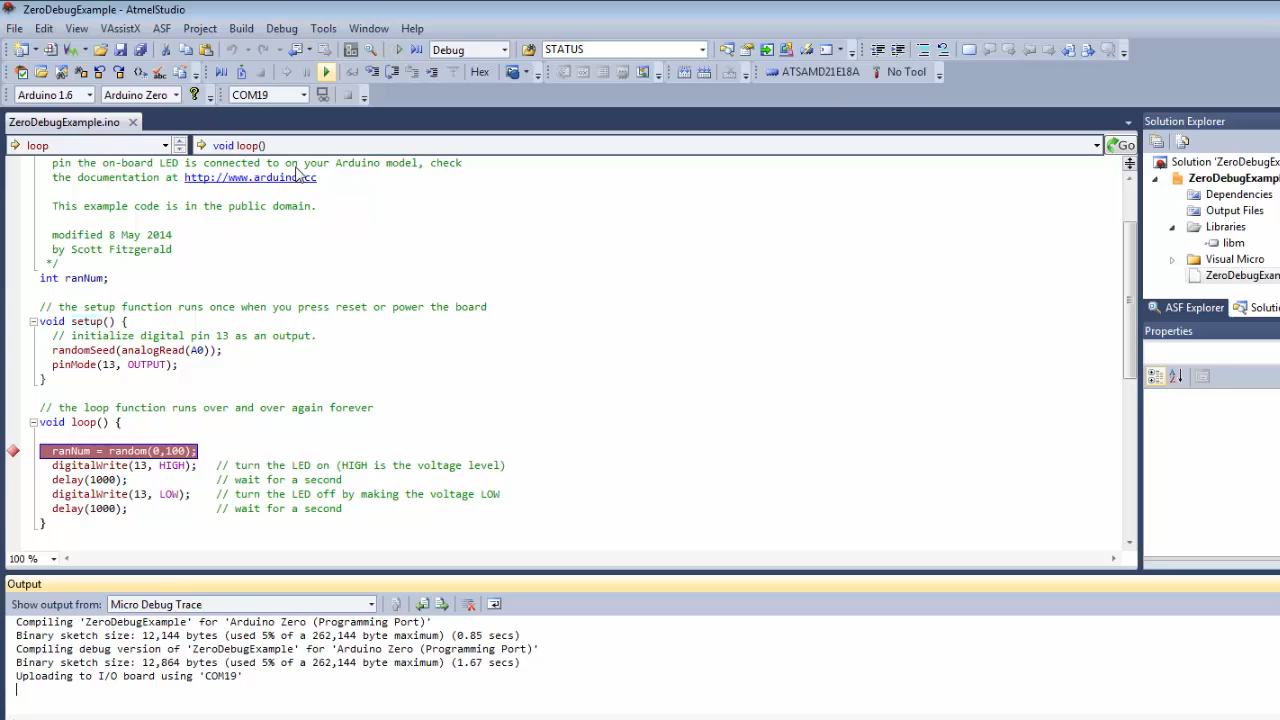 ZeroDebugExample - AtmelStudio
File Edit View VAssistX ASF Project Build Debug Tools Window Help
Debug STATUS
Hex ATSAMD21E18A No Tool
Arduino 1.6 Arduino Zero COM19
ZeroDebugExample.ino
loop void loop() Go
pin the on-board LED is connected to on your Arduino model, check
the documentation at http://www.arduino.cc
This example code is in the public domain.
modified 8 May 2014
by Scott Fitzgerald
*/
int ranNum;
// the setup function runs once when you press reset or power the board
void setup() {
// initialize digital pin 13 as an output.
randomSeed(analogRead(A0));
pinMode(13, OUTPUT);
}
// the loop function runs over and over again forever
void loop() {
ranNum = random(0,100);
digitalWrite(13, HIGH); // turn the LED on (HIGH is the voltage level)
delay(1000); // wait for a second
digitalWrite(13, LOW); // turn the LED off by making the voltage LOW
delay(1000); // wait for a second
}
100 %
Solution Explorer
Solution 'ZeroDebugEx
ZeroDebugExamp
Dependencies
Output Files
Libraries
libm
Visual Micro
ZeroDebugExan
ASF Explorer Soluti
Properties
Output
Show output from: Micro Debug Trace
Compiling 'ZeroDebugExample' for 'Arduino Zero (Programming Port)'
Binary sketch size: 12,144 bytes (used 5% of a 262,144 byte maximum) (0.85 secs)
Compiling debug version of 'ZeroDebugExample' for 'Arduino Zero (Programming Port)'
Binary sketch size: 12,864 bytes (used 5% of a 262,144 byte maximum) (1.67 secs)
Uploading to I/O board using 'COM19'